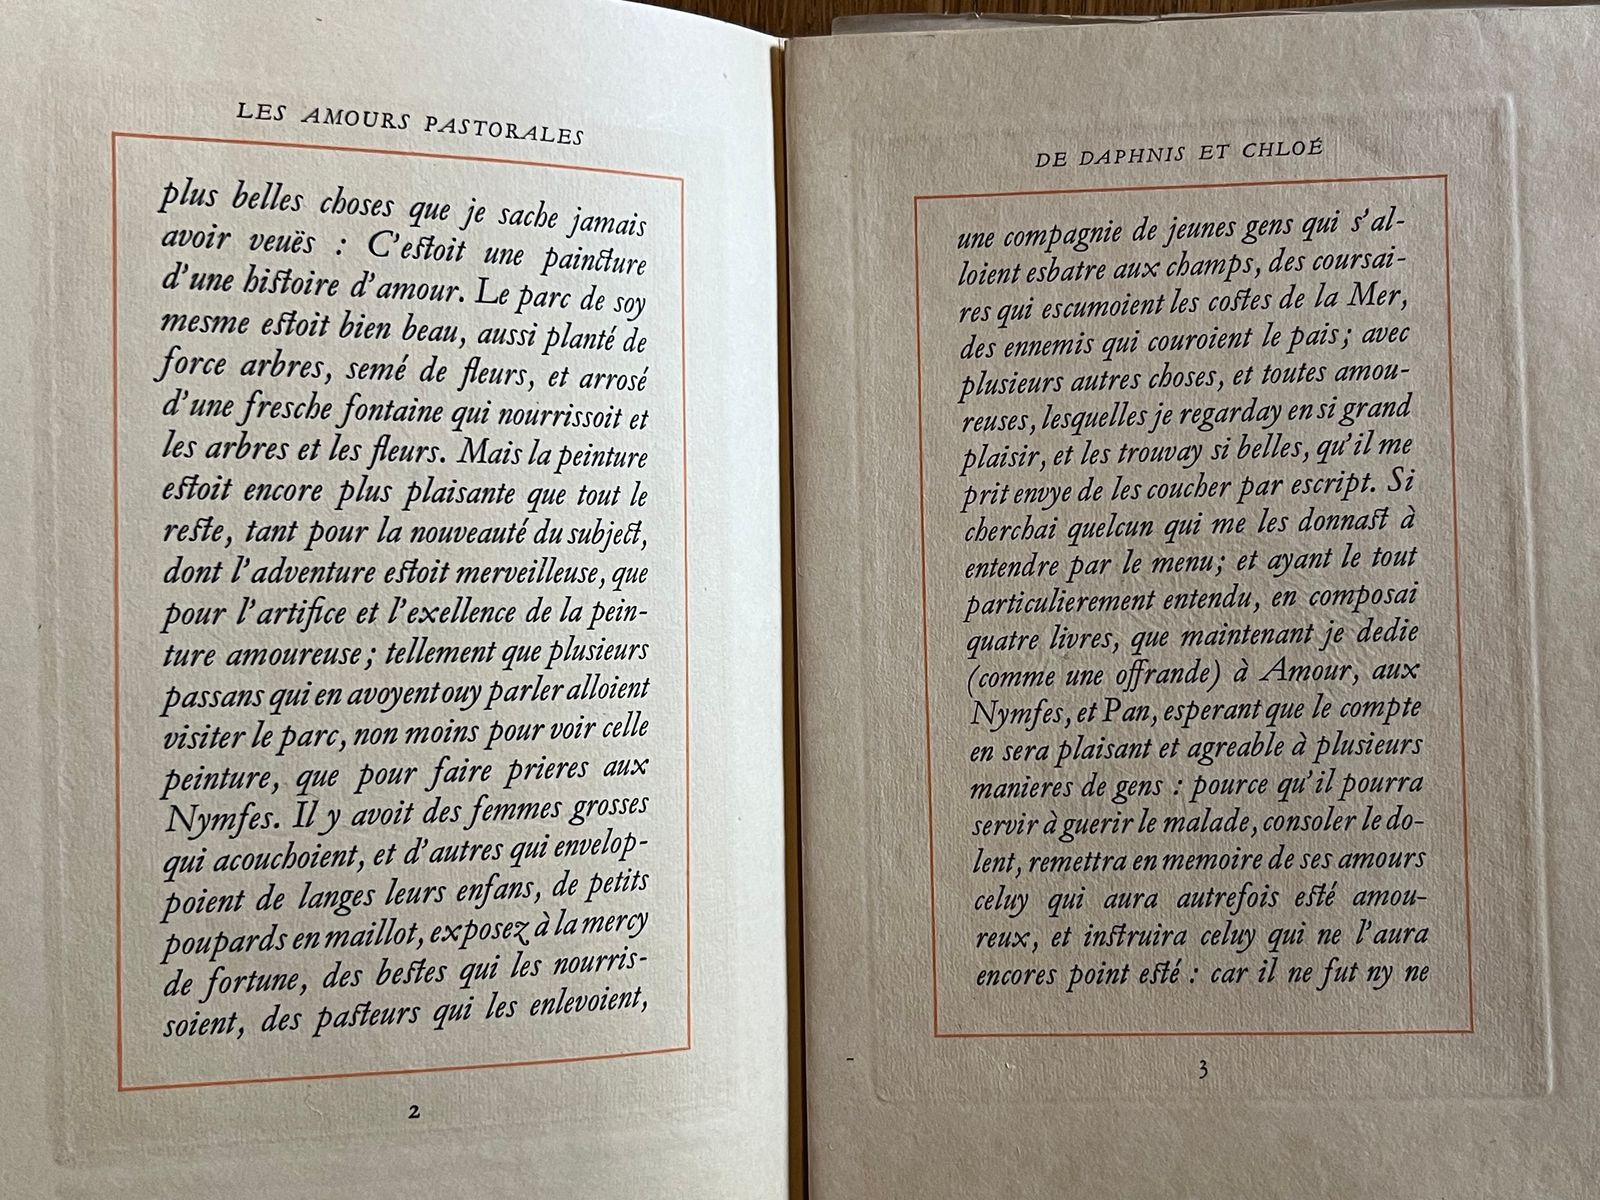 LES AMOURS PASTORALES
plus belles choses que je sache jamais
avoir veuës : C'estoit une paincture
d'une histoire d'amour. Le parc de soy
mesme estoit bien beau, aussi planté de
force arbres, semé de fleurs, et arrosé
d'une fresche fontaine qui nourrissoit et
les arbres et les fleurs. Mais la peinture
estoit encore plus plaisante que tout le
reste, tant pour la nouveauté du subject,
dont l'adventure estoit merveilleuse, que
pour l'artifice et l'exellence de la pein-
ture amoureuse ; tellement que plusieurs
passans qui en avoyent ouy parler alloient
visiter le parc, non moins pour voir celle
peinture, que pour faire prieres aux
Nymfes. Il y avoit des femmes grosses
qui acouchoient, et d'autres qui envelop-
poient de langes leurs enfans, de petits
poupards en maillot, exposez à la mercy
de fortune, des bestes qui les nourris-
soient, des pasteurs qui les enlevoient,
2
DE DAPHNIS ET CHLOÉ
une compagnie de jeunes gens qui s'al-
loient esbatre aux champs, des coursai-
res qui escumoient les costes de la Mer,
des ennemis qui couroient le pais ; avec
plusieurs autres choses, et toutes amou-
reuses, lesquelles je regarday en si grand
plaisir, et les trouvay si belles, qu'il me
prit envye de les coucher par escript. Si
cherchai quelcun qui me les donnast à
entendre par le menu ; et ayant le tout
particulierement entendu, en composai
quatre livres, que maintenant je dedie
(comme une offrande) à Amour, aux
Nymfes, et Pan, esperant que le compte
en sera plaisant et agreable à plusieurs
manieres de gens : pource qu'il pourra
servir à guerir le malade, consoler le do-
lent, remettra en memoire de ses amours
celuy qui aura autrefois esté amou-
reux, et instruira celuy qui ne l'aura
encores point esté : car il ne fut ny ne
3